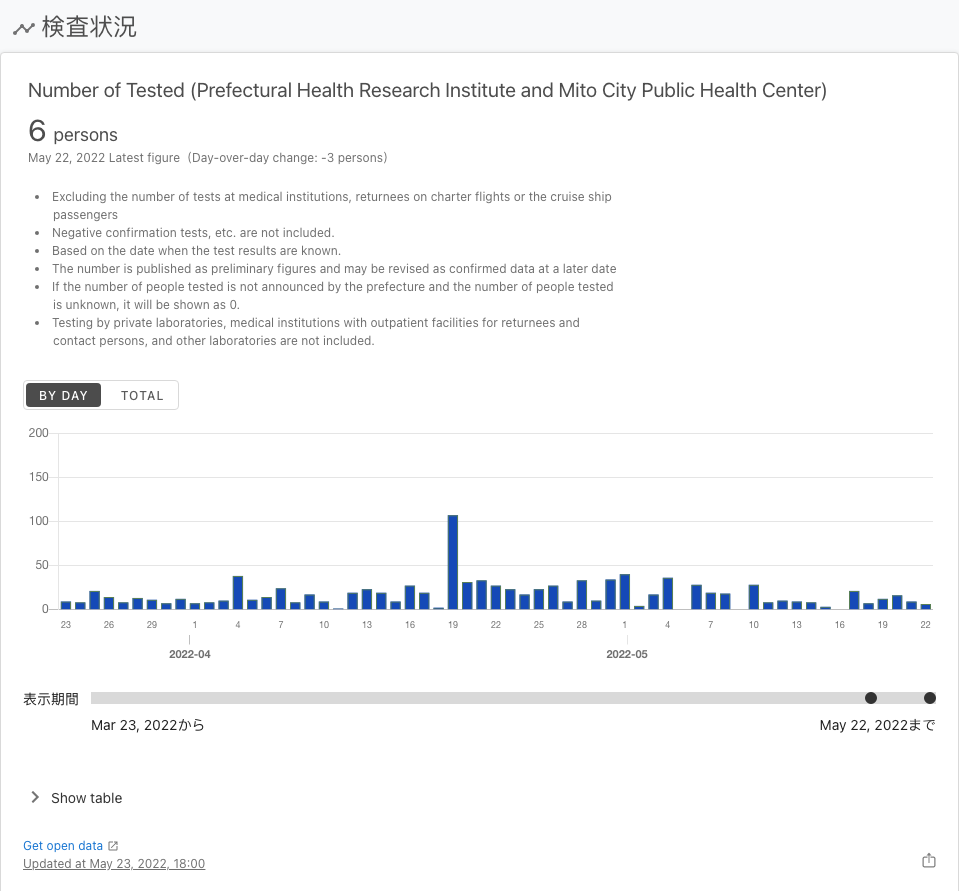 検査状況
Number of Tested (Prefectural Health Research Institute and Mito City Public Health Center)
6 persons
May 22, 2022 Latest figure (Day-over-day change: -3 persons)
• Excluding the number of tests at medical institutions, returnees on charter flights or the cruise ship
passengers
• Negative confirmation tests, etc. are not included.
• Based on the date when the test results are known.
• The number is published as preliminary figures and may be revised as confirmed data at a later date
• If the number of people tested is not announced by the prefecture and the number of people tested
is unknown, it will be shown as 0.
• Testing by private laboratories, medical institutions with outpatient facilities for returnees and
contact persons, and other laboratories are not included.
BY DAY TOTAL
200
150
100
50
0
23 26 29 1 4 7 10 13 16 19 22 25 28 1 4 7 10 13 16 19 22
2022-04 2022-05
表示期間
Mar 23, 2022から May 22, 2022まで
Show table
Get open data
Updated at May 23, 2022, 18:00